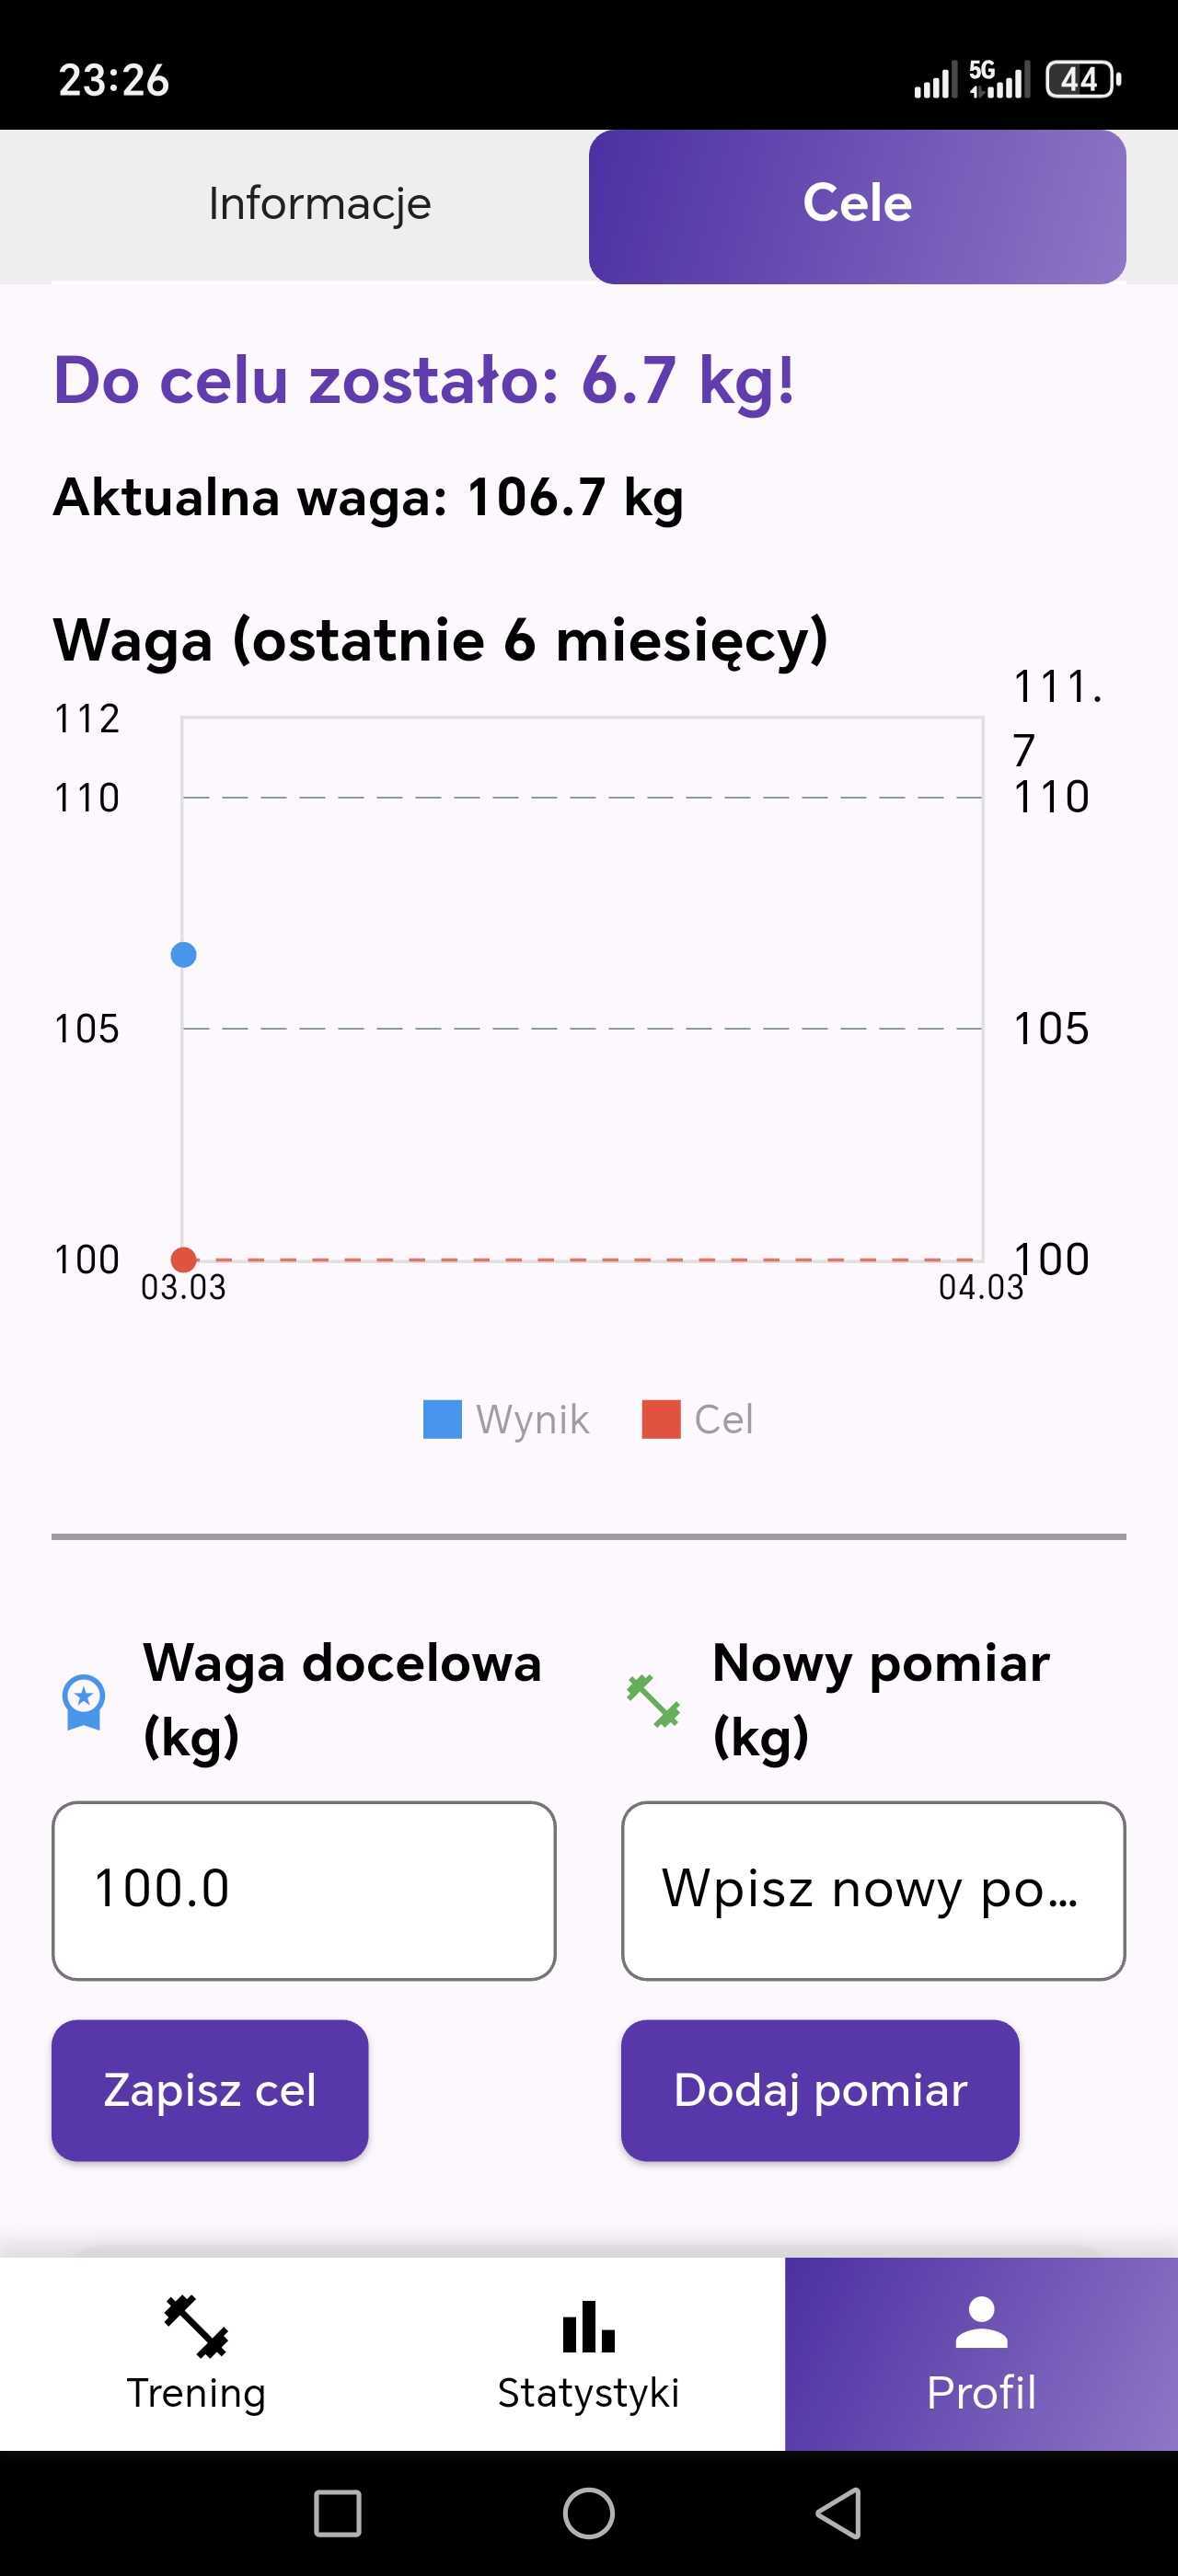 23:26
5G
44
Informacje
Cele
Do celu zostało: 6.7 kg!
Aktualna waga: 106.7 kg
Waga (ostatnie 6 miesięcy)
112
111.
7
110
110
105
105
100
100
03.03
04.03
Wynik
Cel
Waga docelowa
(kg)
Nowy pomiar
(kg)
100.0
Wpisz nowy po...
Zapisz cel
Dodaj pomiar
Trening
Statystyki
Profil